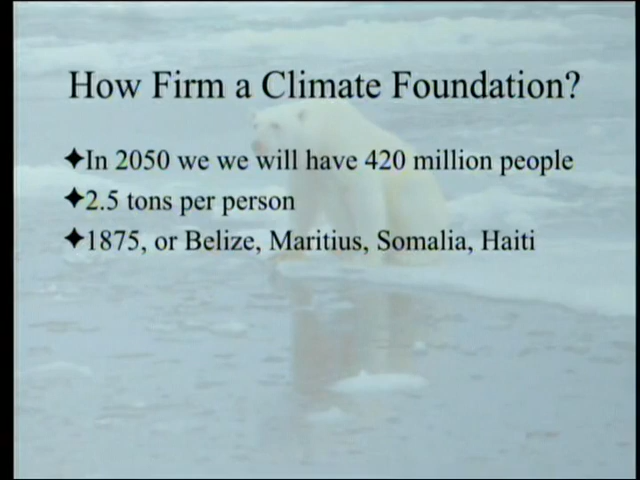 How Firm a Climate Foundation?
✦In 2050 we we will have 420 million people
✦2.5 tons per person
✦1875, or Belize, Maritius, Somalia, Haiti